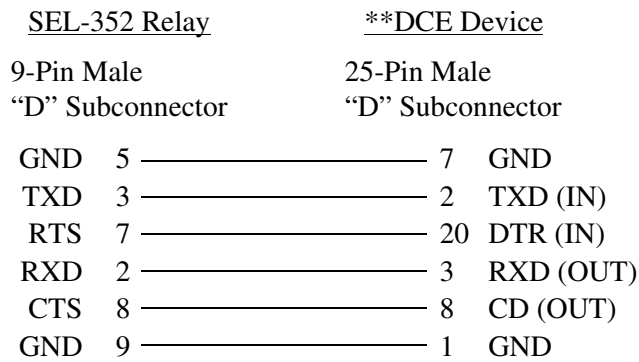 SEL-352 Relay **DCE Device
9-Pin Male 25-Pin Male
“D” Subconnector “D” Subconnector
GND 5 7 GND
TXD 3 2 TXD (IN)
RTS 7 20 DTR (IN)
RXD 2 3 RXD (OUT)
CTS 8 8 CD (OUT)
GND 9 1 GND